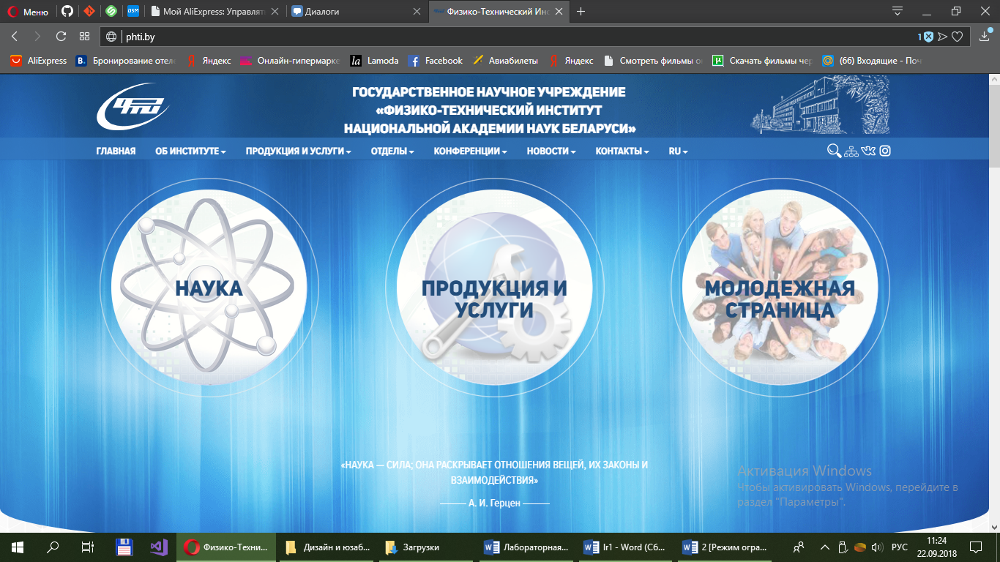 Меню
Мой AliExpress: Управлять
Диалоги
Физико-Технический Инс
phti.by
1
AliExpress
Бронирование отеле
Яндекс
Онлайн-гипермарке
Lamoda
Facebook
Авиабилеты
Яндекс
Смотреть фильмы о
Скачать фильмы чер
(66) Входящие - Поч
ГОСУДАРСТВЕННОЕ НАУЧНОЕ УЧРЕЖДЕНИЕ
«ФИЗИКО-ТЕХНИЧЕСКИЙ ИНСТИТУТ
НАЦИОНАЛЬНОЙ АКАДЕМИИ НАУК БЕЛАРУСИ»
ГЛАВНАЯ ОБ ИНСТИТУТЕ ПРОДУКЦИЯ И УСЛУГИ ОТДЕЛЫ КОНФЕРЕНЦИИ НОВОСТИ КОНТАКТЫ RU
НАУКА
ПРОДУКЦИЯ И
УСЛУГИ
МОЛОДЕЖНАЯ
СТРАНИЦА
«НАУКА — СИЛА; ОНА РАСКРЫВАЕТ ОТНОШЕНИЯ ВЕЩЕЙ, ИХ ЗАКОНЫ И
ВЗАИМОДЕЙСТВИЯ»
А. И. Герцен
Активация Windows
Чтобы активировать Windows, перейдите в
раздел "Параметры".
Физико-Техни...
Дизайн и юзаб...
Загрузки
Лабораторная...
lr1 - Word (Сб...
2 [Режим огра...
РУС
11:24
22.09.2018